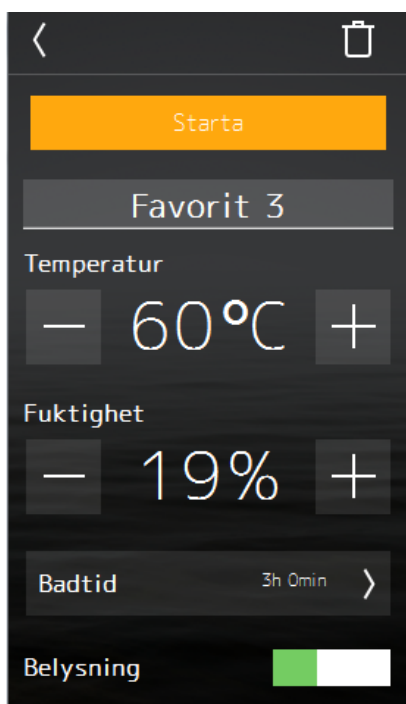 Starta
Favorit 3
Temperatur
60°C
Fuktighet
19%
Badtid 3h 0min
Belysning